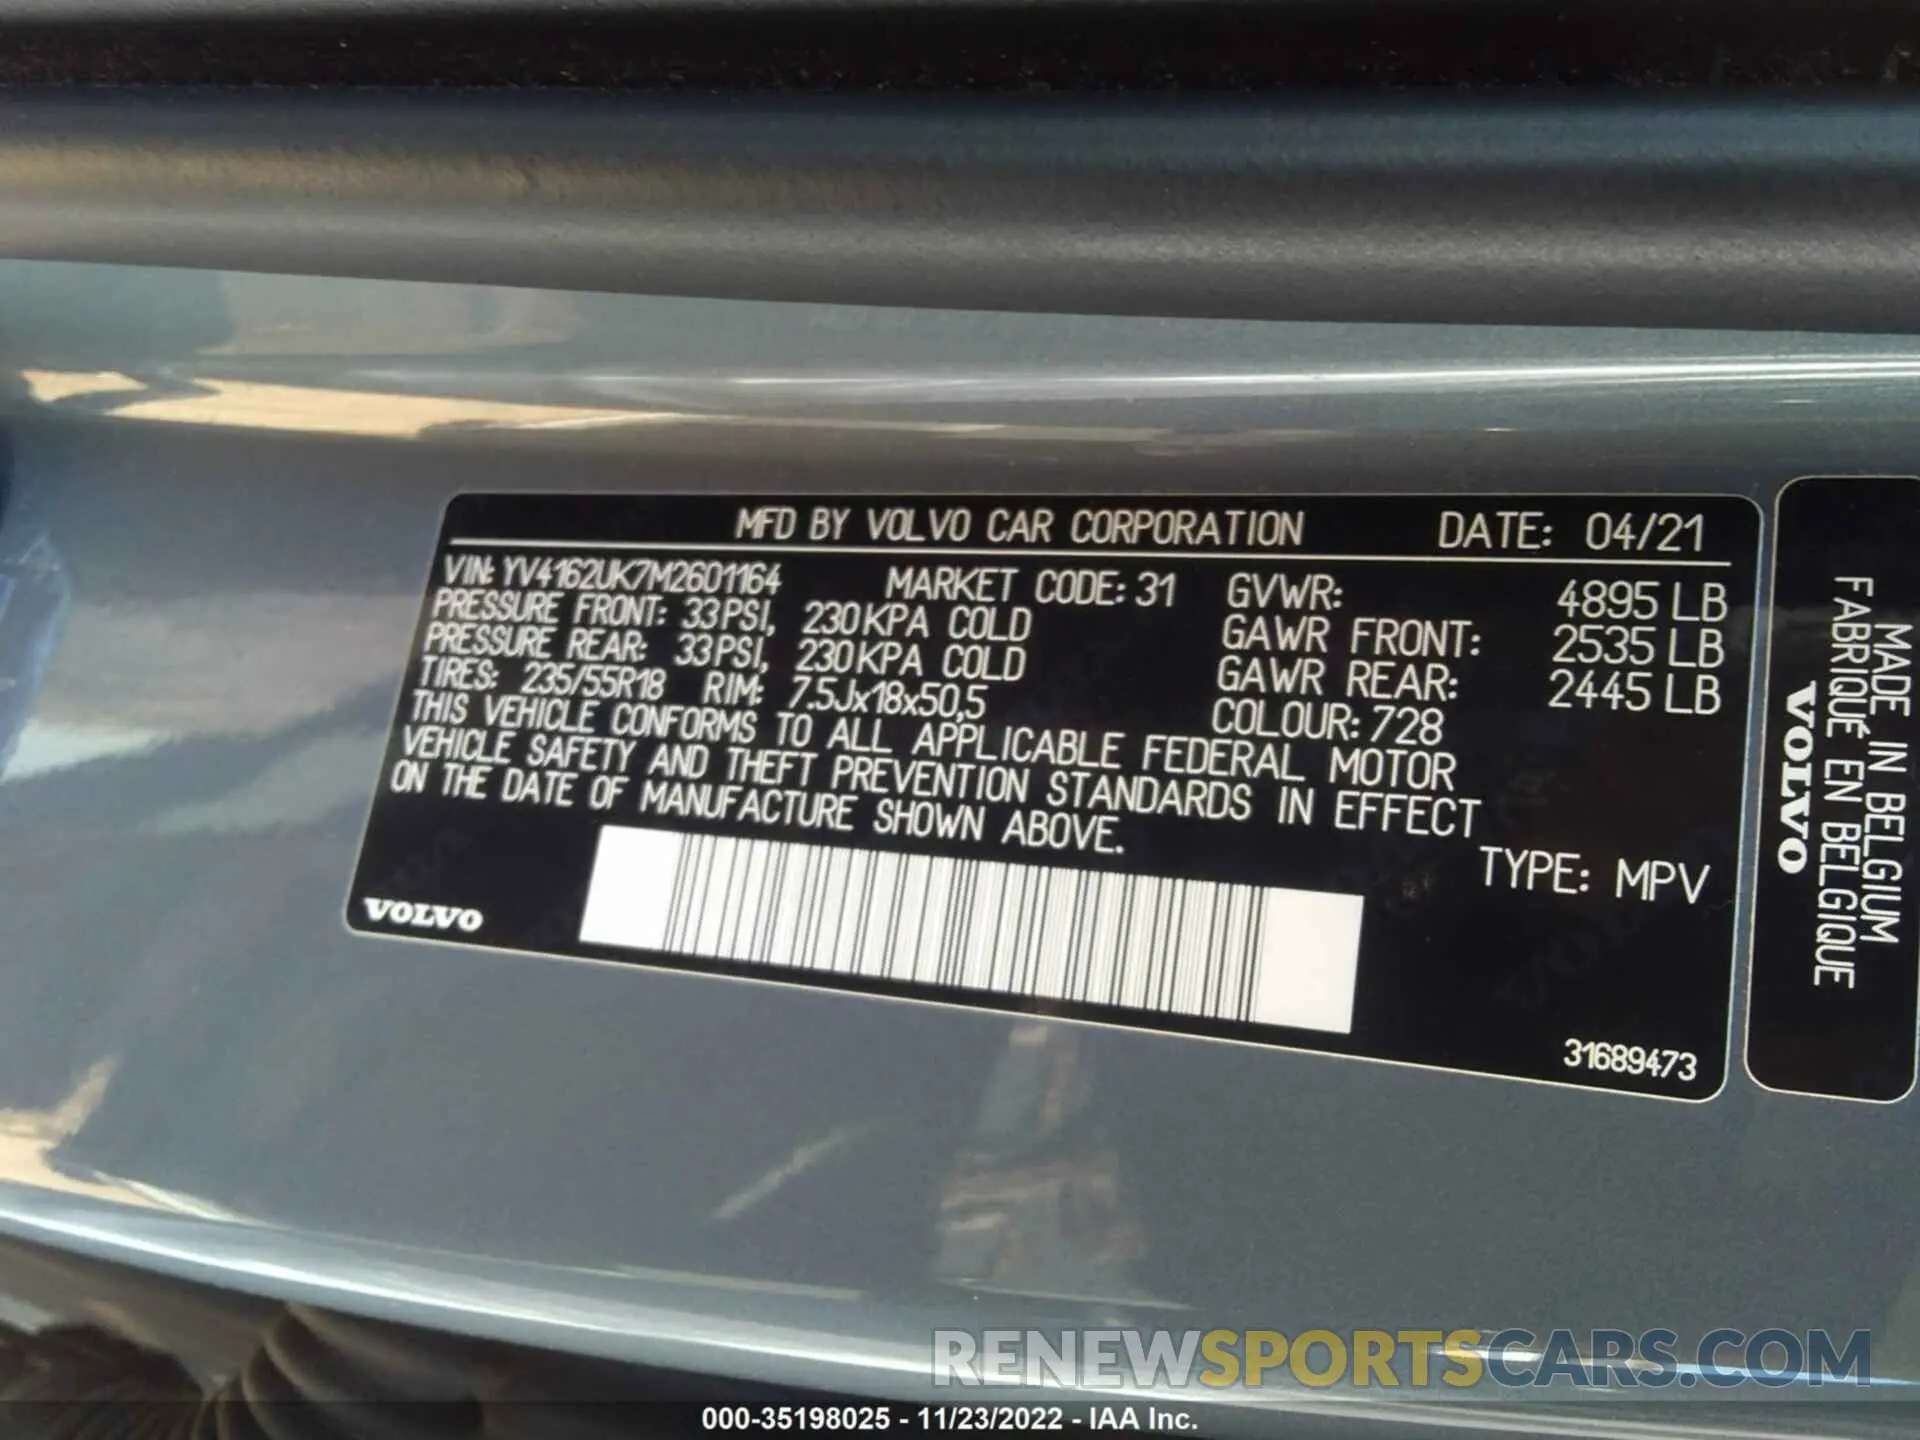 MFD BY VOLVO CAR CORPORATION DATE: 04/21
VIN: YV4162UK7M2601164 MARKET CODE: 31 GVWR: 4895 LB
PRESSURE FRONT: 33PSI, 230KPA COLD GAWR FRONT: 2535 LB
PRESSURE REAR: 33PSI, 230KPA COLD GAWR REAR: 2445 LB
TIRES: 235/55R18 RIM: 7.5Jx18x50,5 COLOUR: 728
THIS VEHICLE CONFORMS TO ALL APPLICABLE FEDERAL MOTOR
VEHICLE SAFETY AND THEFT PREVENTION STANDARDS IN EFFECT
ON THE DATE OF MANUFACTURE SHOWN ABOVE.
TYPE: MPV
VOLVO
31689473
MADE IN BELGIUM
FABRIQUÉ EN BELGIQUE
VOLVO
RENEWSPORTSCARS.COM
000-35198025 - 11/23/2022 - IAA Inc.